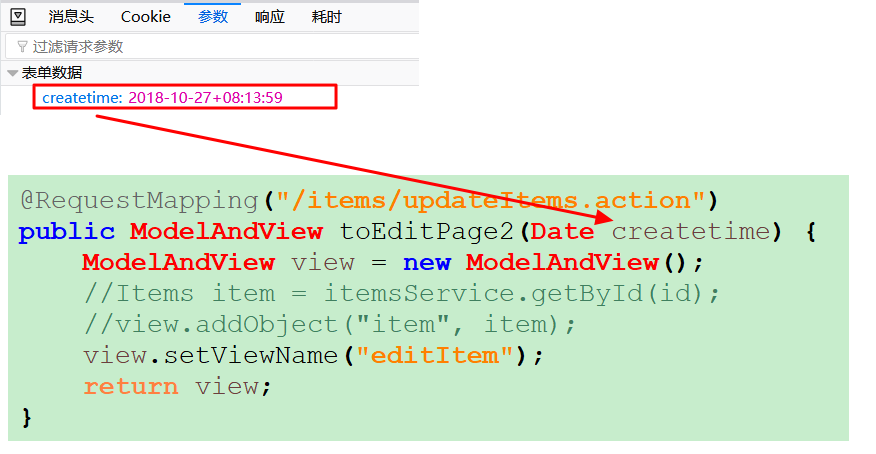 消息头 Cookie 参数 响应 耗时
过滤请求参数
表单数据
createtime: 2018-10-27+08:13:59
@RequestMapping("/items/updateItems.action")
public ModelAndView toEditPage2(Date createtime) {
ModelAndView view = new ModelAndView();
//Items item = itemsService.getById(id);
//view.addObject("item", item);
view.setViewName("editItem");
return view;
}